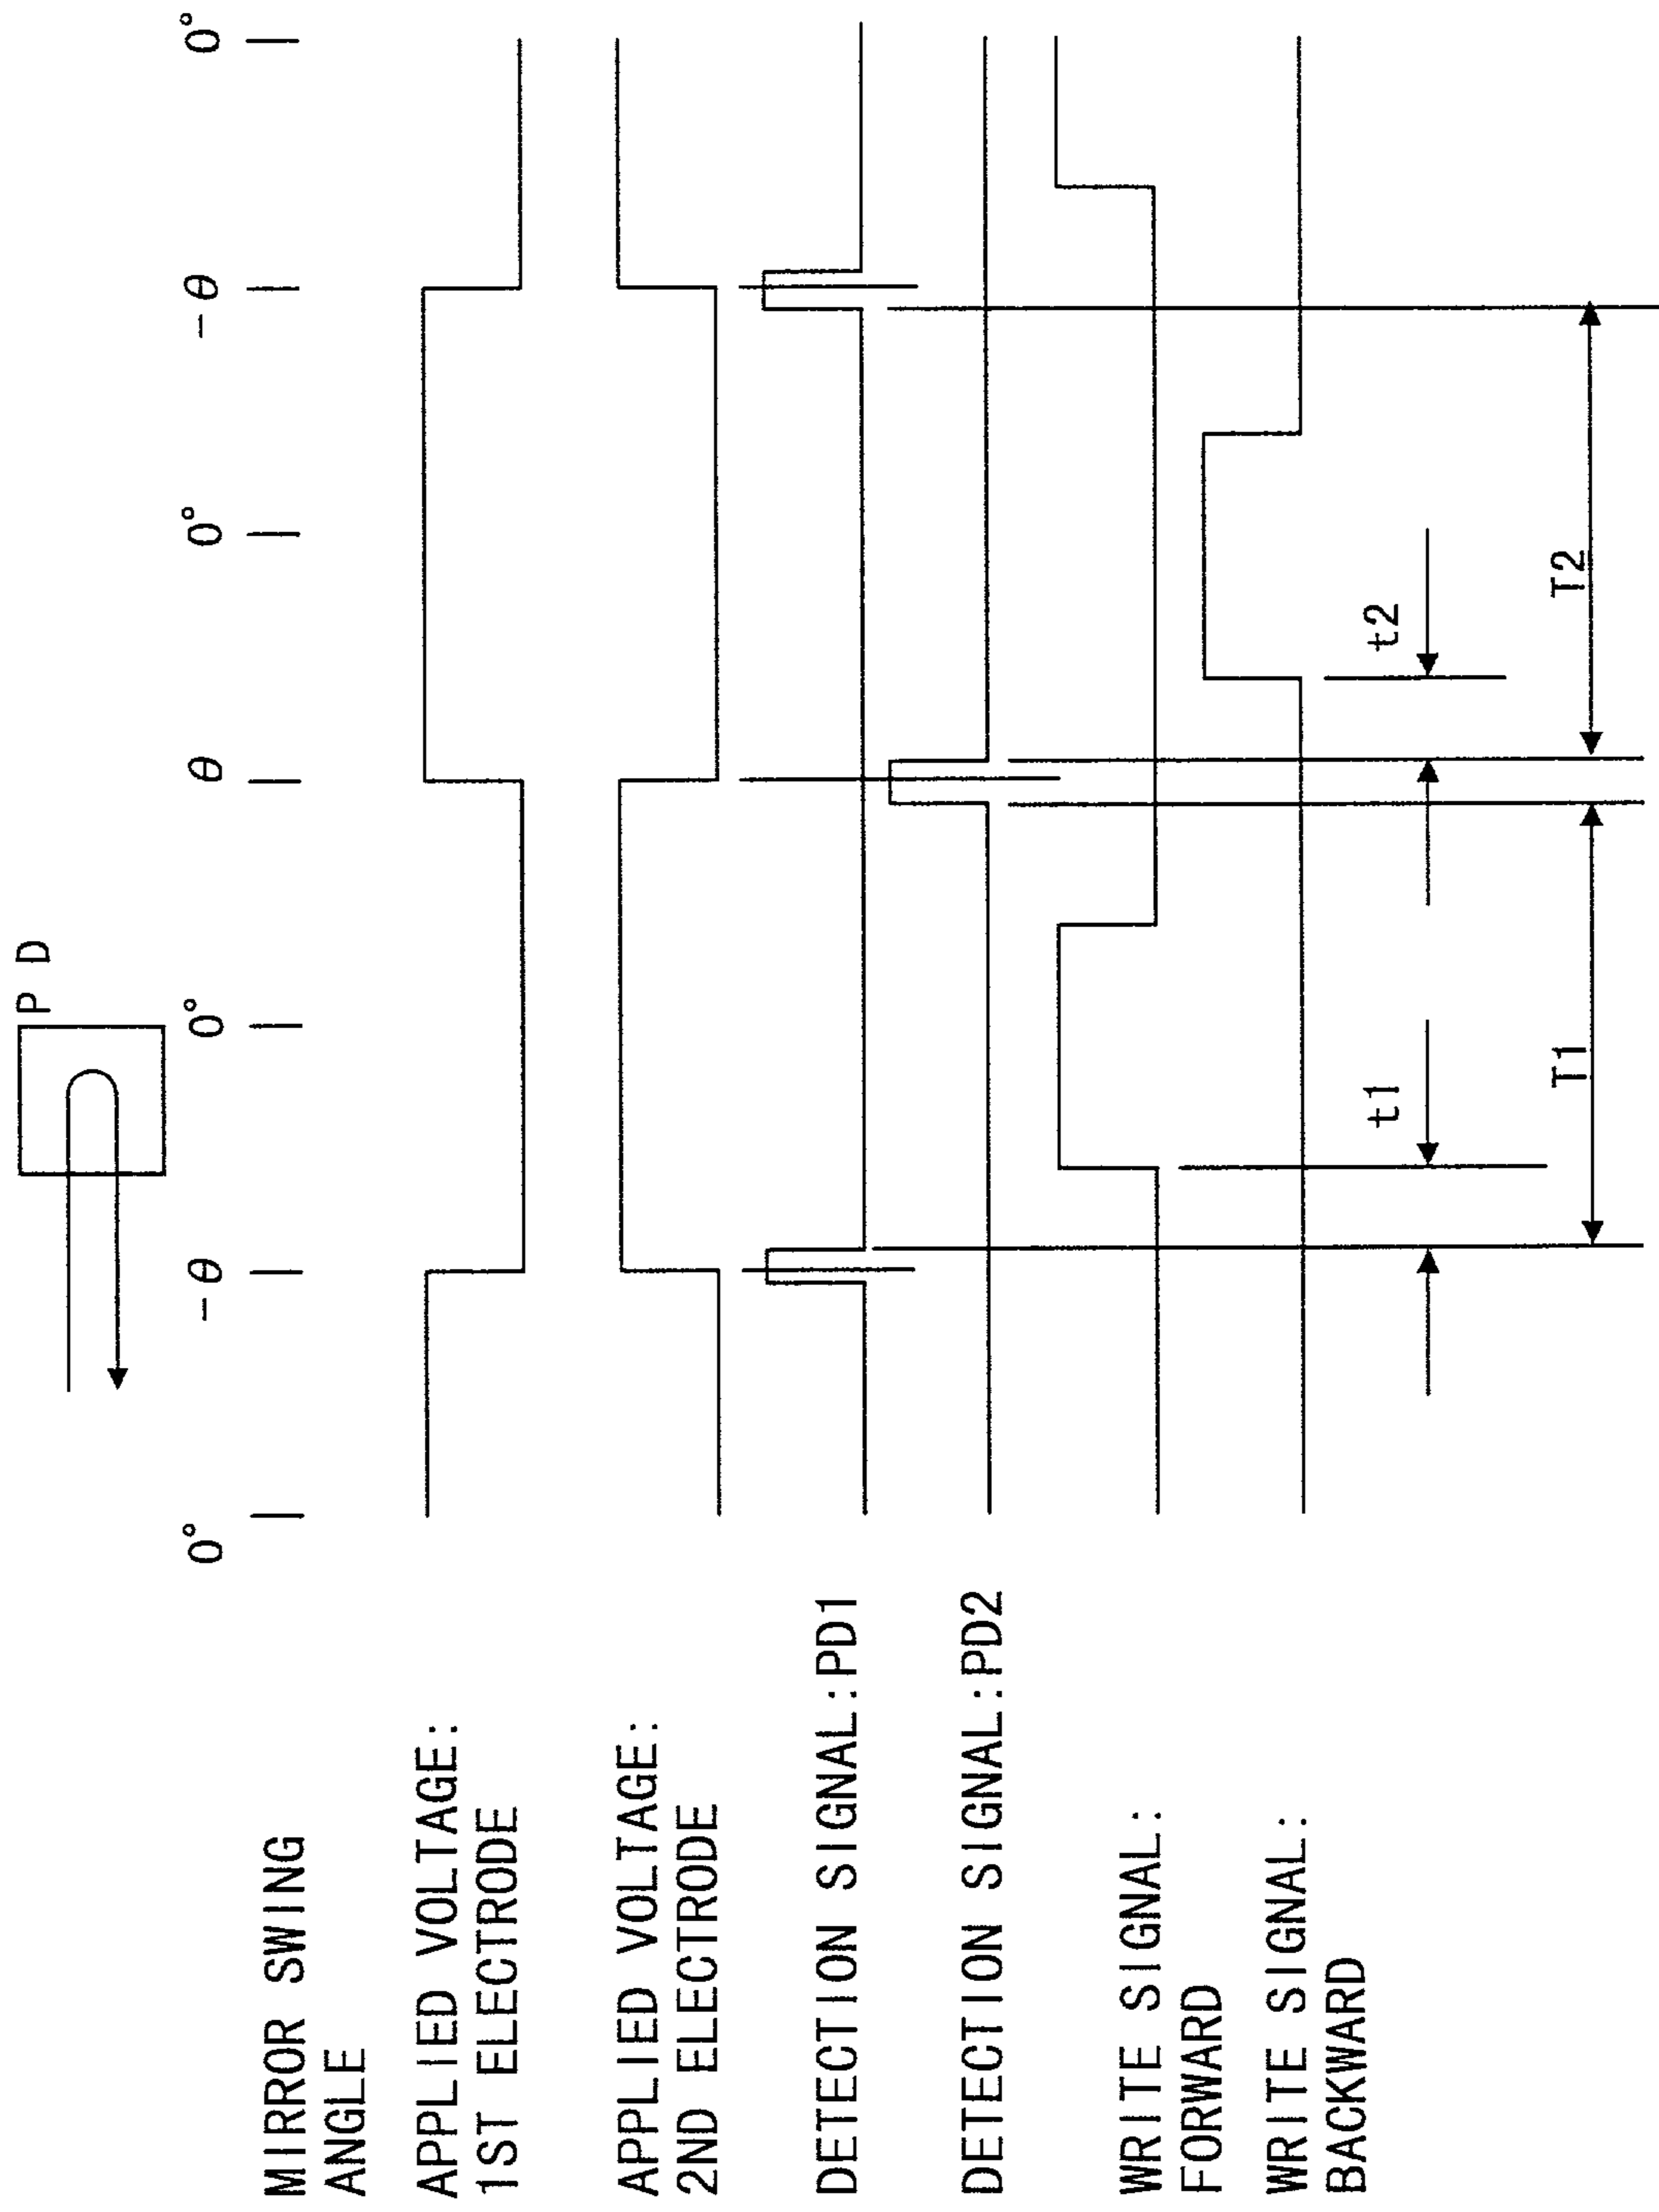 P D
0° -θ 0° θ 0° -θ 0°
MIRROR SWING
ANGLE
APPLIED VOLTAGE:
1ST ELECTRODE
APPLIED VOLTAGE:
2ND ELECTRODE
DETECTION SIGNAL:PD1
DETECTION SIGNAL:PD2
WRITE SIGNAL:
FORWARD
WRITE SIGNAL:
BACKWARD
t1 t2
T1 T2